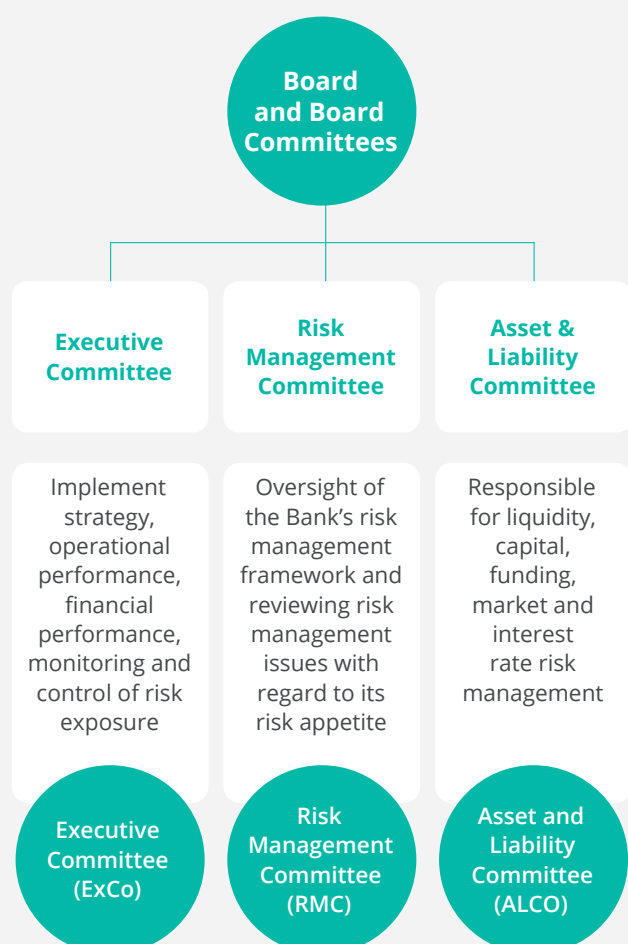 Board
and Board
Committees
Executive
Committee
Risk
Management
Committee
Asset &
Liability
Committee
Implement
strategy,
operational
performance,
financial
performance,
monitoring and
control of risk
exposure
Oversight of
the Bank’s risk
management
framework and
reviewing risk
management
issues with
regard to its
risk appetite
Responsible
for liquidity,
capital,
funding,
market and
interest
rate risk
management
Executive
Committee
(ExCo)
Risk
Management
Committee
(RMC)
Asset and
Liability
Committee
(ALCO)